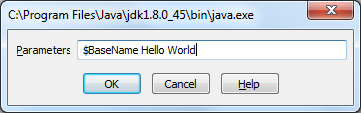 C:\Program Files\Java\jdk1.8.0_45\bin\java.exe
Parameters $BaseName Hello World
OK Cancel Help